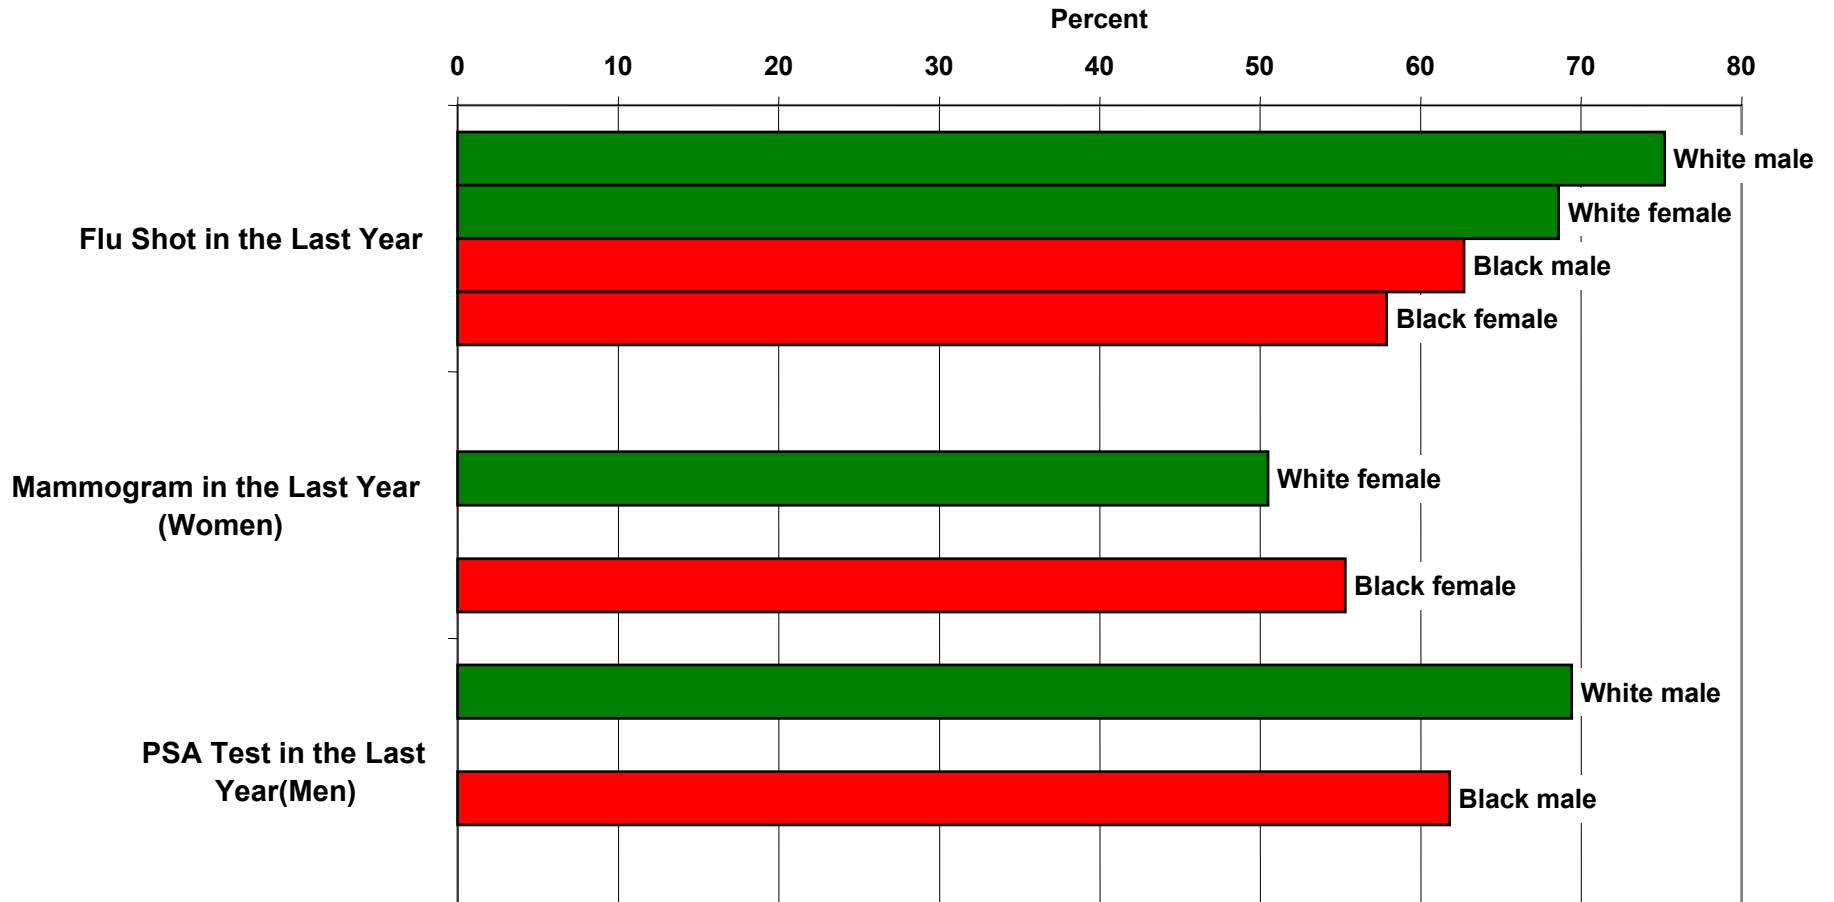 Percent
0 10 20 30 40 50 60 70 80
White male
White female
Flu Shot in the Last Year
Black male
Black female
White female
Mammogram in the Last Year
(Women)
Black female
White male
PSA Test in the Last
Year(Men)
Black male